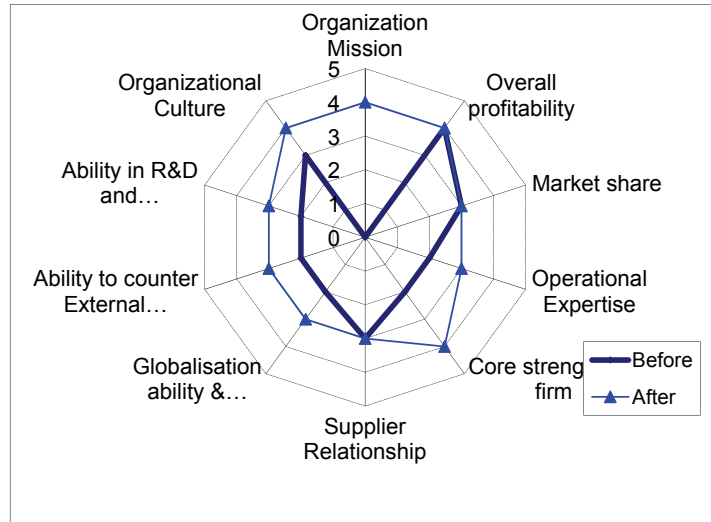 Organization
Mission
Overall
profitability
Market share
Operational
Expertise
Core streng
firm
Supplier
Relationship
Globalisation
ability &…
Ability to counter
External…
Ability in R&D
and…
Organizational
Culture
5
4
3
2
1
0
Before
After